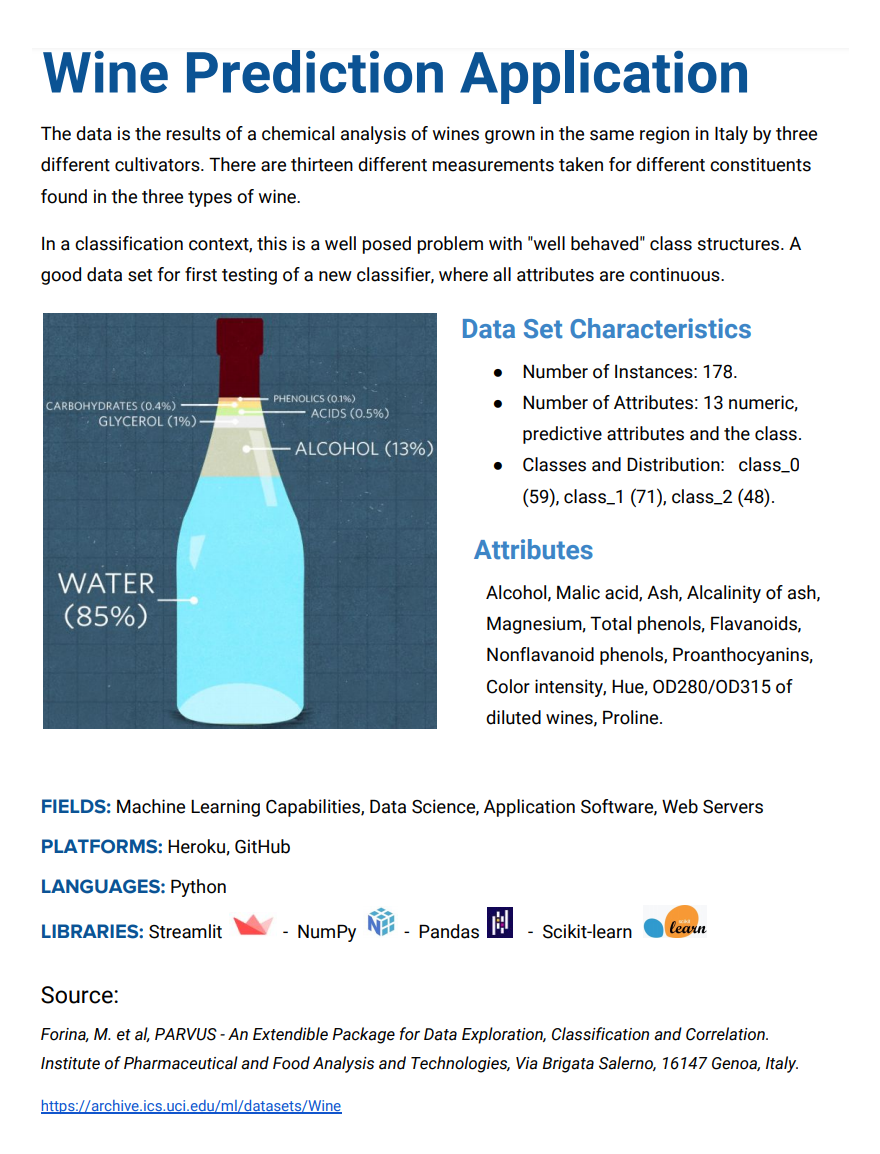 Wine Prediction Application
The data is the results of a chemical analysis of wines grown in the same region in Italy by three
different cultivators. There are thirteen different measurements taken for different constituents
found in the three types of wine.
In a classification context, this is a well posed problem with "well behaved" class structures. A
good data set for first testing of a new classifier, where all attributes are continuous.
CARBOHYDRATES (0.4%)
PHENOLICS (0.1%)
ACIDS (0.5%)
GLYCEROL (1%)
ALCOHOL (13%)
WATER
(85%)
Data Set Characteristics
● Number of Instances: 178.
● Number of Attributes: 13 numeric,
predictive attributes and the class.
● Classes and Distribution: class_0
(59), class_1 (71), class_2 (48).
Attributes
Alcohol, Malic acid, Ash, Alcalinity of ash,
Magnesium, Total phenols, Flavanoids,
Nonflavanoid phenols, Proanthocyanins,
Color intensity, Hue, OD280/OD315 of
diluted wines, Proline.
FIELDS: Machine Learning Capabilities, Data Science, Application Software, Web Servers
PLATFORMS: Heroku, GitHub
LANGUAGES: Python
LIBRARIES: Streamlit - NumPy - Pandas - Scikit-learn scikit learn
Source:
Forina, M. et al, PARVUS - An Extendible Package for Data Exploration, Classification and Correlation.
Institute of Pharmaceutical and Food Analysis and Technologies, Via Brigata Salerno, 16147 Genoa, Italy.
https://archive.ics.uci.edu/ml/datasets/Wine